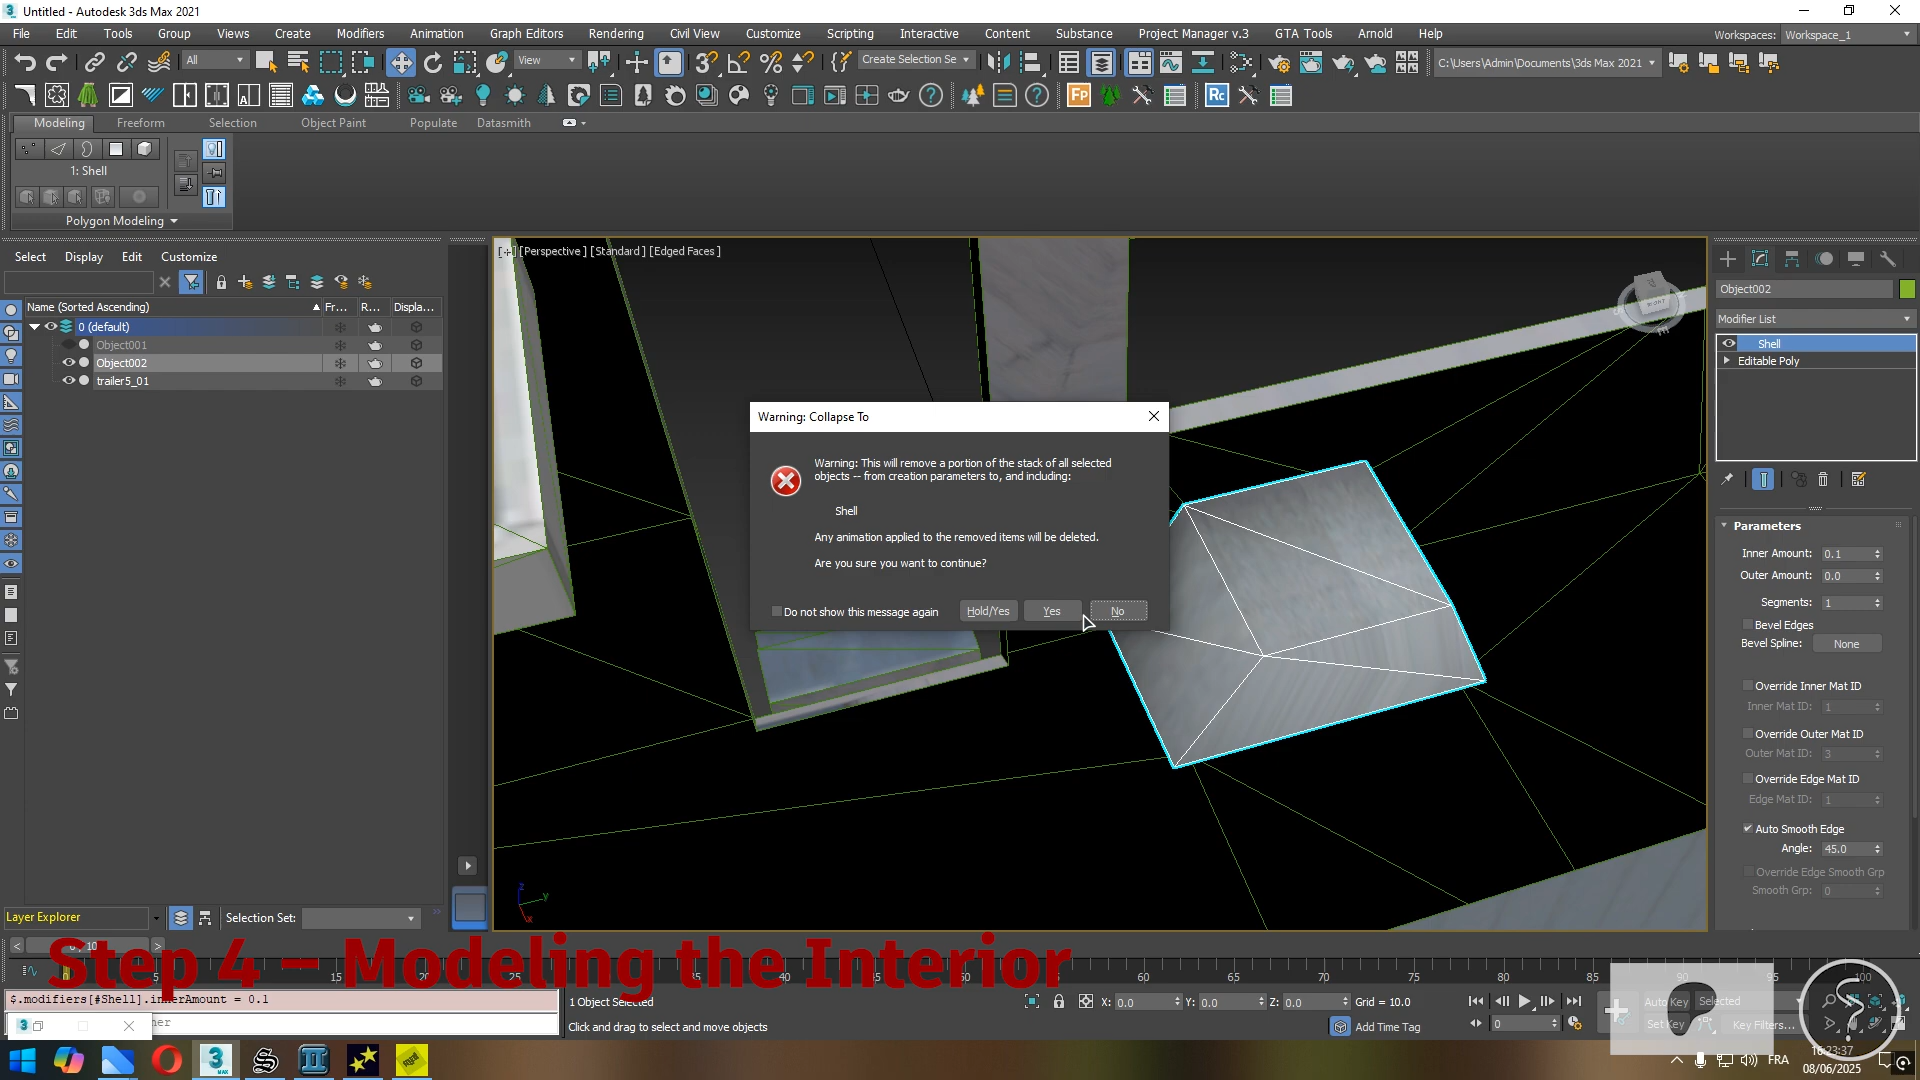 Untitled - Autodesk 3ds Max 2021
File Edit Tools Group Views Create Modifiers Animation Graph Editors Rendering Civil View Customize Scripting Interactive Content Substance Project Manager v.3 GTA Tools Arnold Help
Workspaces: Workspace_1
All View Create Selection Se C:\Users\Admin\Documents\3ds Max 2021
Modeling Freeform Selection Object Paint Populate Datasmith
1: Shell
Polygon Modeling
Select Display Edit Customize
Name (Sorted Ascending) Fr... R... Displa...
0 (default)
Object001
Object002
trailer5_01
[+] [Perspective] [Standard] [Edged Faces]
Warning: Collapse To
Warning: This will remove a portion of the stack of all selected
objects -- from creation parameters to, and including:
Shell
Any animation applied to the removed items will be deleted.
Are you sure you want to continue?
Do not show this message again
Hold/Yes Yes No
Object002
Modifier List
Shell
Editable Poly
Parameters
Inner Amount: 0.1
Outer Amount: 0.0
Segments: 1
Bevel Edges
Bevel Spline: None
Override Inner Mat ID
Inner Mat ID: 1
Override Outer Mat ID
Outer Mat ID: 3
Override Edge Mat ID
Edge Mat ID: 1
Auto Smooth Edge
Angle: 45.0
Override Edge Smooth Grp
Smooth Grp: 0
Layer Explorer
Selection Set:
Step 4 – Modeling the Interior
15 25 40 60 65 70 75 80 85 90 95 100
$.modifiers[#Shell].innerAmount = 0.1
1 Object Selected
Click and drag to select and move objects
X: 0.0 Y: 0.0 Z: 0.0 Grid = 10.0
Add Time Tag
0
Auto Key Selected
Set Key Key Filters...
FRA
16:23:37
08/06/2025